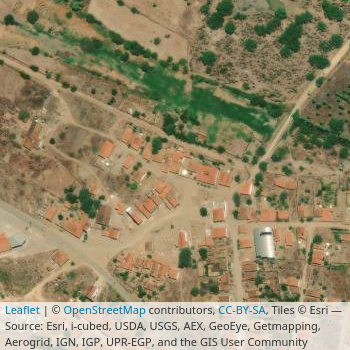 Leaflet | © OpenStreetMap contributors, CC-BY-SA, Tiles © Esri —
Source: Esri, i-cubed, USDA, USGS, AEX, GeoEye, Getmapping,
Aerogrid, IGN, IGP, UPR-EGP, and the GIS User Community